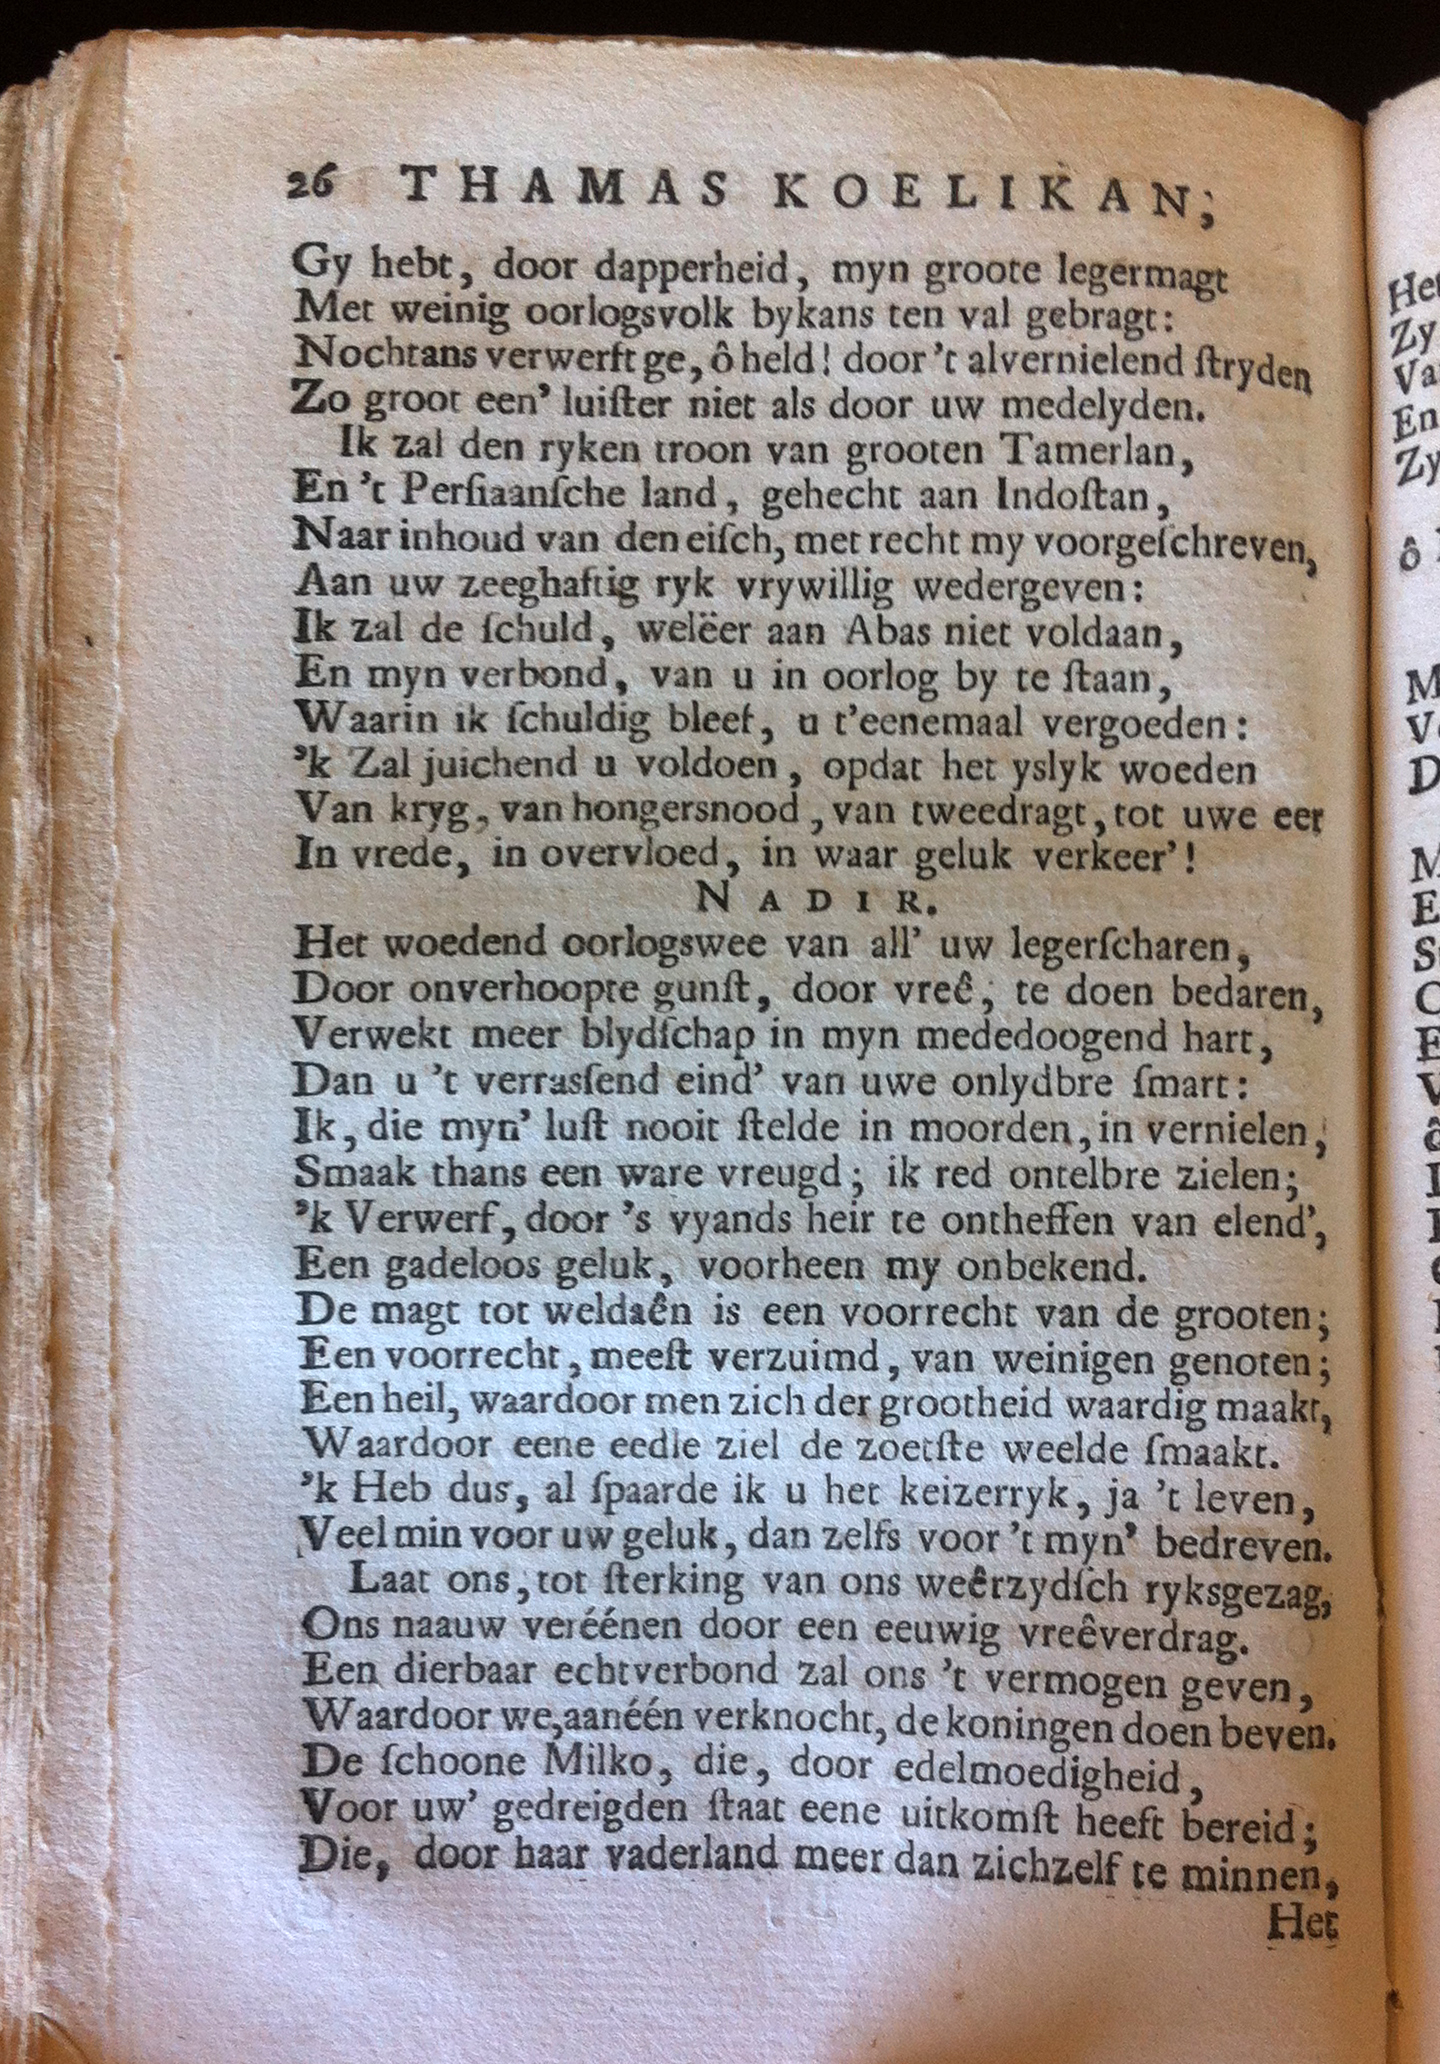 26 THAMAS KOELIKAN;
Gy hebt, door dapperheid, myn groote legermagt
Met weinig oorlogsvolk bykans ten val gebragt:
Nochtans verwerft ge, ô held! door 't alvernielend ſtryden
Zo groot een' luiſter niet als door uw medelyden.
Ik zal den ryken troon van grooten Tamerlan,
En 't Perſiaanſche land, gehecht aan Indoſtan,
Naar inhoud van den eiſch, met recht my voorgeſchreven,
Aan uw zeeghaftig ryk vrywillig wedergeven:
Ik zal de ſchuld, welëer aan Abas niet voldaan,
En myn verbond, van u in oorlog by te ſtaan,
Waarin ik ſchuldig bleef, u t'eenemaal vergoeden:
'k Zal juichend u voldoen, opdat het yslyk woeden
Van kryg, van hongersnood, van tweedragt, tot uwe eer
In vrede, in overvloed, in waar geluk verkeer'!
NADIR.
Het woedend oorlogswee van all' uw legerſcharen,
Door onverhoopte gunſt, door vreê, te doen bedaren,
Verwekt meer blydſchap in myn mededoogend hart,
Dan u 't verrasſend eind' van uwe onlydbre ſmart:
Ik, die myn' luſt nooit ſtelde in moorden, in vernielen,
Smaak thans een ware vreugd; ik red ontelbre zielen;
'k Verwerf, door 's vyands heir te ontheffen van elend',
Een gadeloos geluk, voorheen my onbekend.
De magt tot weldaên is een voorrecht van de grooten;
Een voorrecht, meeſt verzuimd, van weinigen genoten;
Een heil, waardoor men zich der grootheid waardig maakt,
Waardoor eene eedle ziel de zoetſte weelde ſmaakt.
'k Heb dus, al ſpaarde ik u het keizerryk, ja 't leven,
Veel min voor uw geluk, dan zelfs voor 't myn' bedreven.
Laat ons, tot ſterking van ons weêrzydſch ryksgezag,
Ons naauw veréénen door een eeuwig vreêverdrag.
Een dierbaar echtverbond zal ons 't vermogen geven,
Waardoor we, aanéén verknocht, de koningen doen beven.
De ſchoone Milko, die, door edelmoedigheid,
Voor uw' gedreigden ſtaat eene uitkomſt heeft bereid;
Die, door haar vaderland meer dan zichzelf te minnen,
Het
Het
Zy
En
Zy
ô